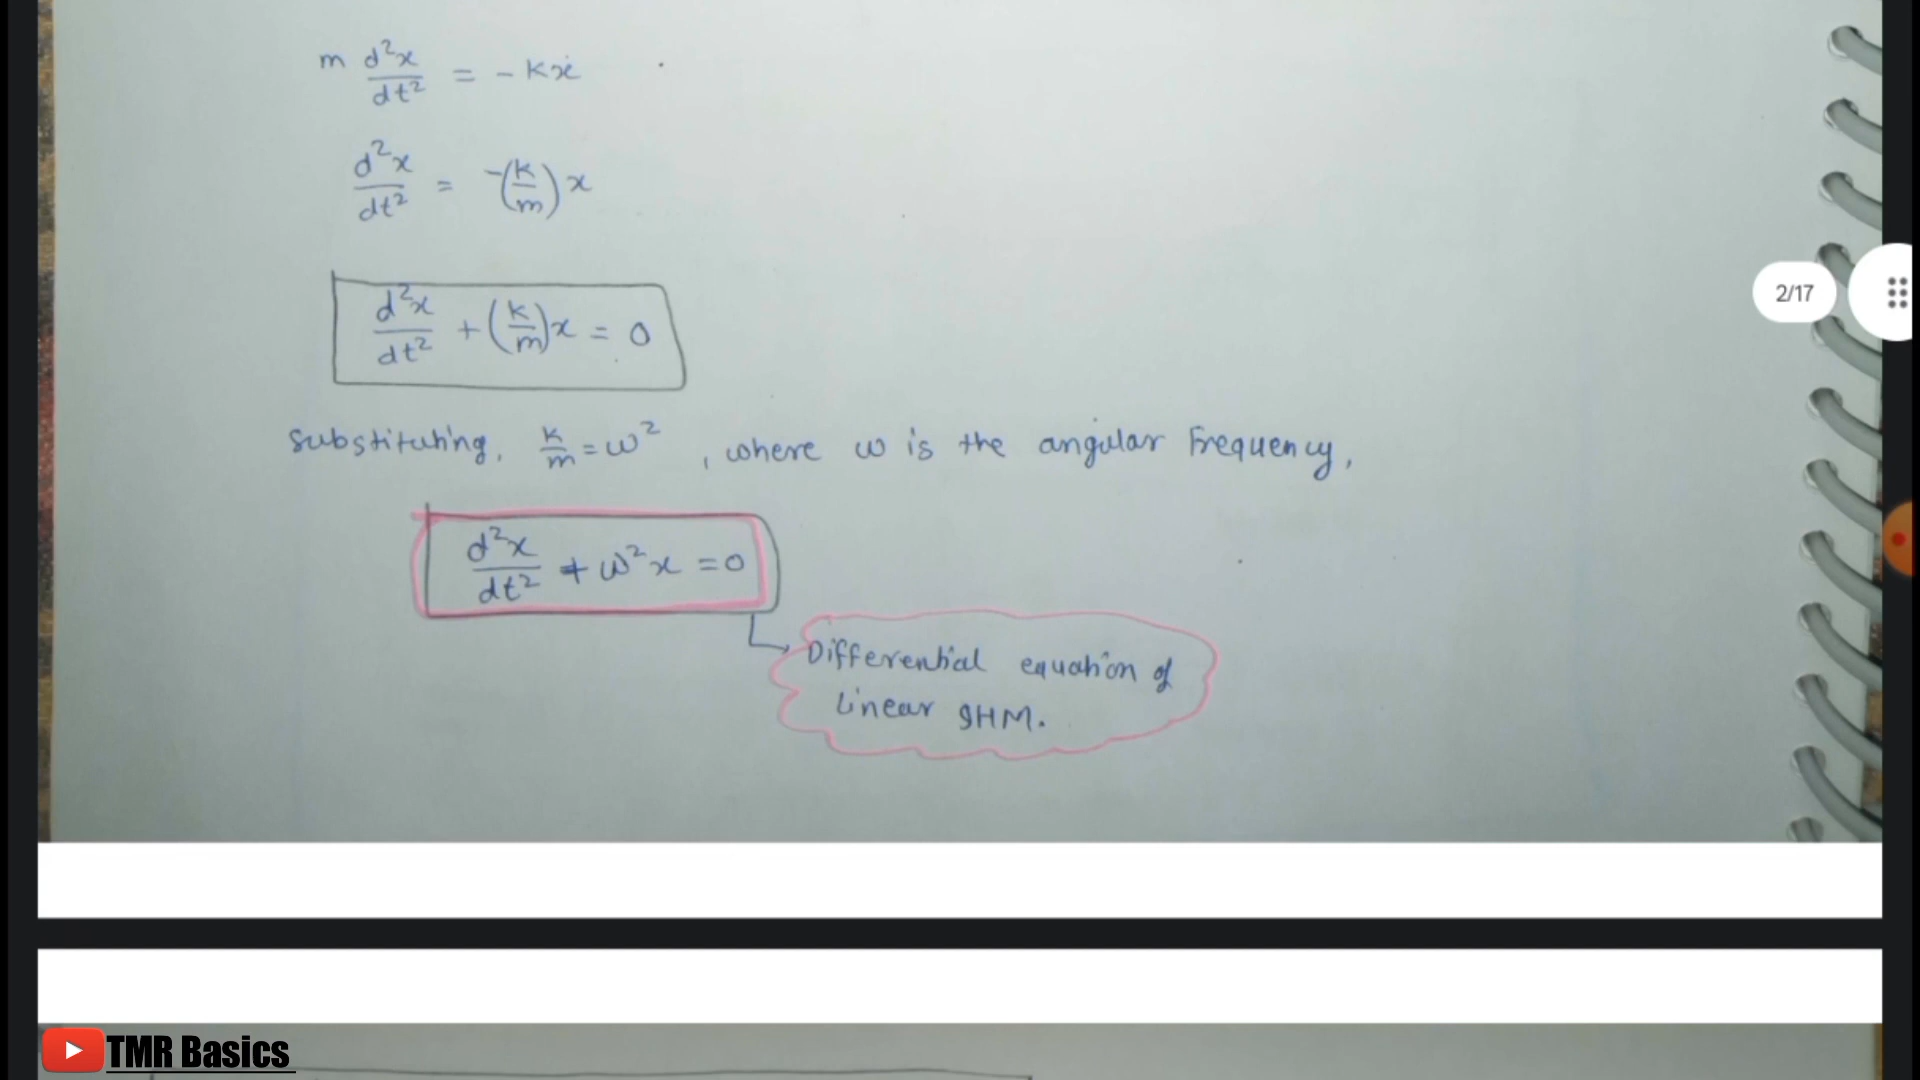 m d²x/dt² = - kx
d²x/dt² = -(k/m) x
d²x/dt² + (k/m)x = 0
2/17
substituting, k/m = ω² , where ω is the angular Frequency,
d²x/dt² + ω²x = 0
Differential equation of
Linear SHM.
TMR Basics